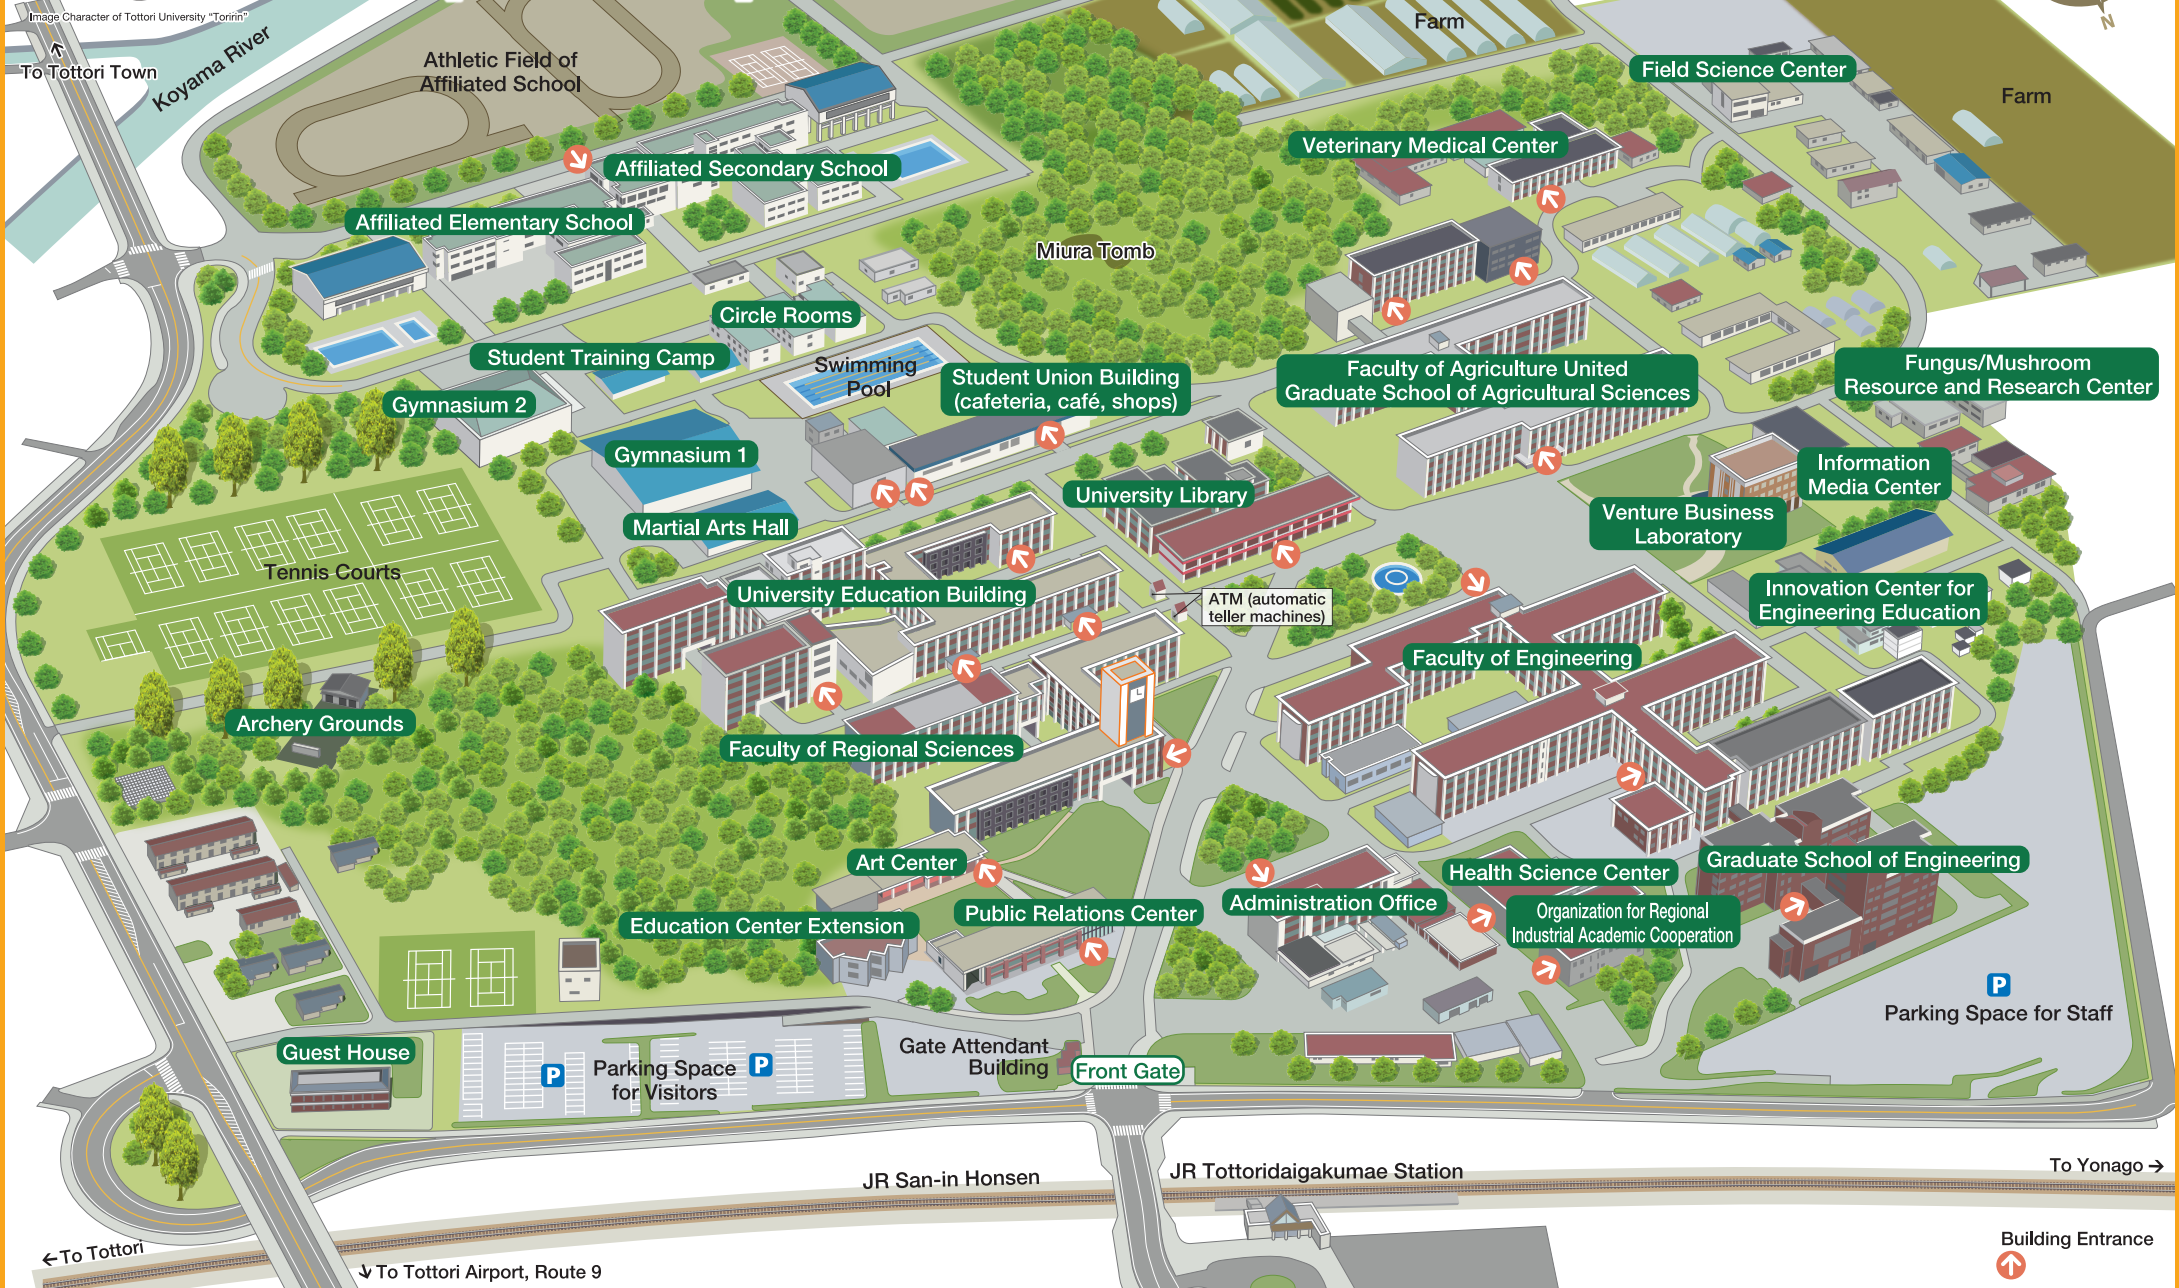 Image Character of Tottori University "Toririn"
To Tottori Town
Koyama River
Athletic Field of
Affiliated School
Farm
N
Field Science Center
Farm
Veterinary Medical Center
Affiliated Secondary School
Affiliated Elementary School
Miura Tomb
Circle Rooms
Student Training Camp
Swimming
Pool
Student Union Building
(cafeteria, café, shops)
Faculty of Agriculture United
Graduate School of Agricultural Sciences
Fungus/Mushroom
Resource and Research Center
Gymnasium 2
Gymnasium 1
Information
Media Center
University Library
Martial Arts Hall
Venture Business
Laboratory
Tennis Courts
University Education Building
ATM (automatic
teller machines)
Innovation Center for
Engineering Education
Faculty of Engineering
Archery Grounds
Faculty of Regional Sciences
Art Center
Health Science Center
Graduate School of Engineering
Administration Office
Public Relations Center
Organization for Regional
Industrial Academic Cooperation
Education Center Extension
P
Parking Space for Staff
Guest House
Gate Attendant
Building
P
Parking Space
for Visitors
P
Front Gate
JR San-in Honsen
JR Tottoridaigakumae Station
To Yonago →
← To Tottori
↓ To Tottori Airport, Route 9
Building Entrance